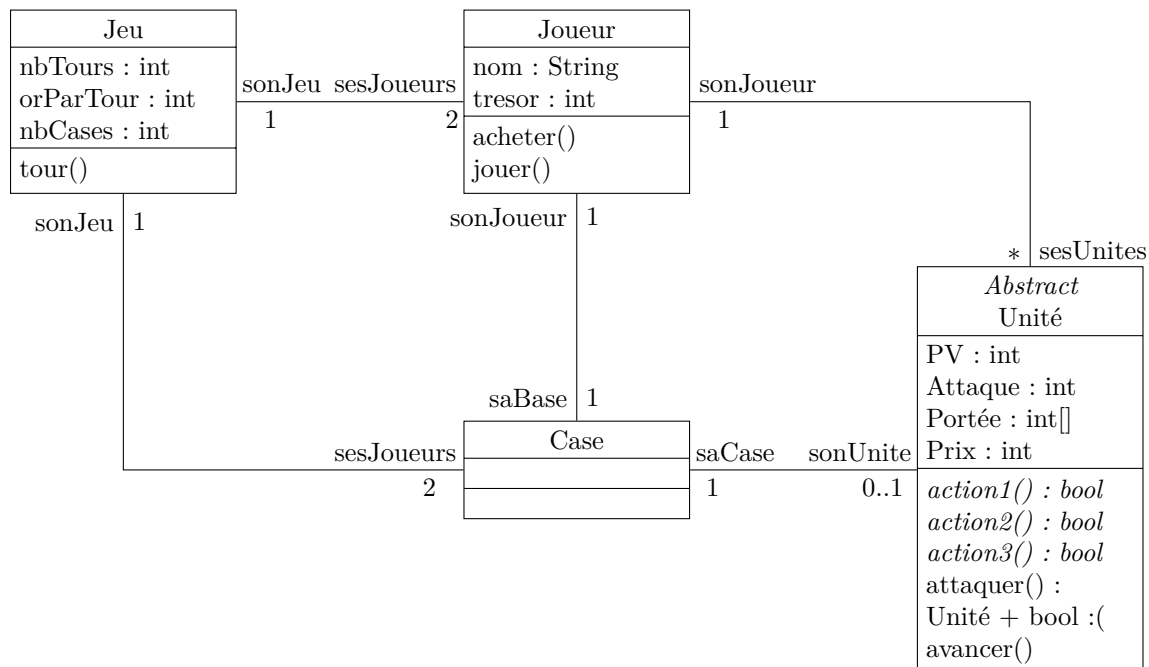 Jeu
nbTours : int
orParTour : int
nbCases : int
tour()
sonJeu
1
sesJoueurs
2
Joueur
nom : String
tresor : int
acheter()
jouer()
sonJoueur
1
sonJeu
1
sonJoueur
1
*
sesUnites
Abstract
Unité
PV : int
Attaque : int
Portée : int[]
Prix : int
action1() : bool
action2() : bool
action3() : bool
attaquer() :
Unité + bool :(
avancer()
saBase
1
sesJoueurs
2
Case
saCase
1
sonUnite
0..1